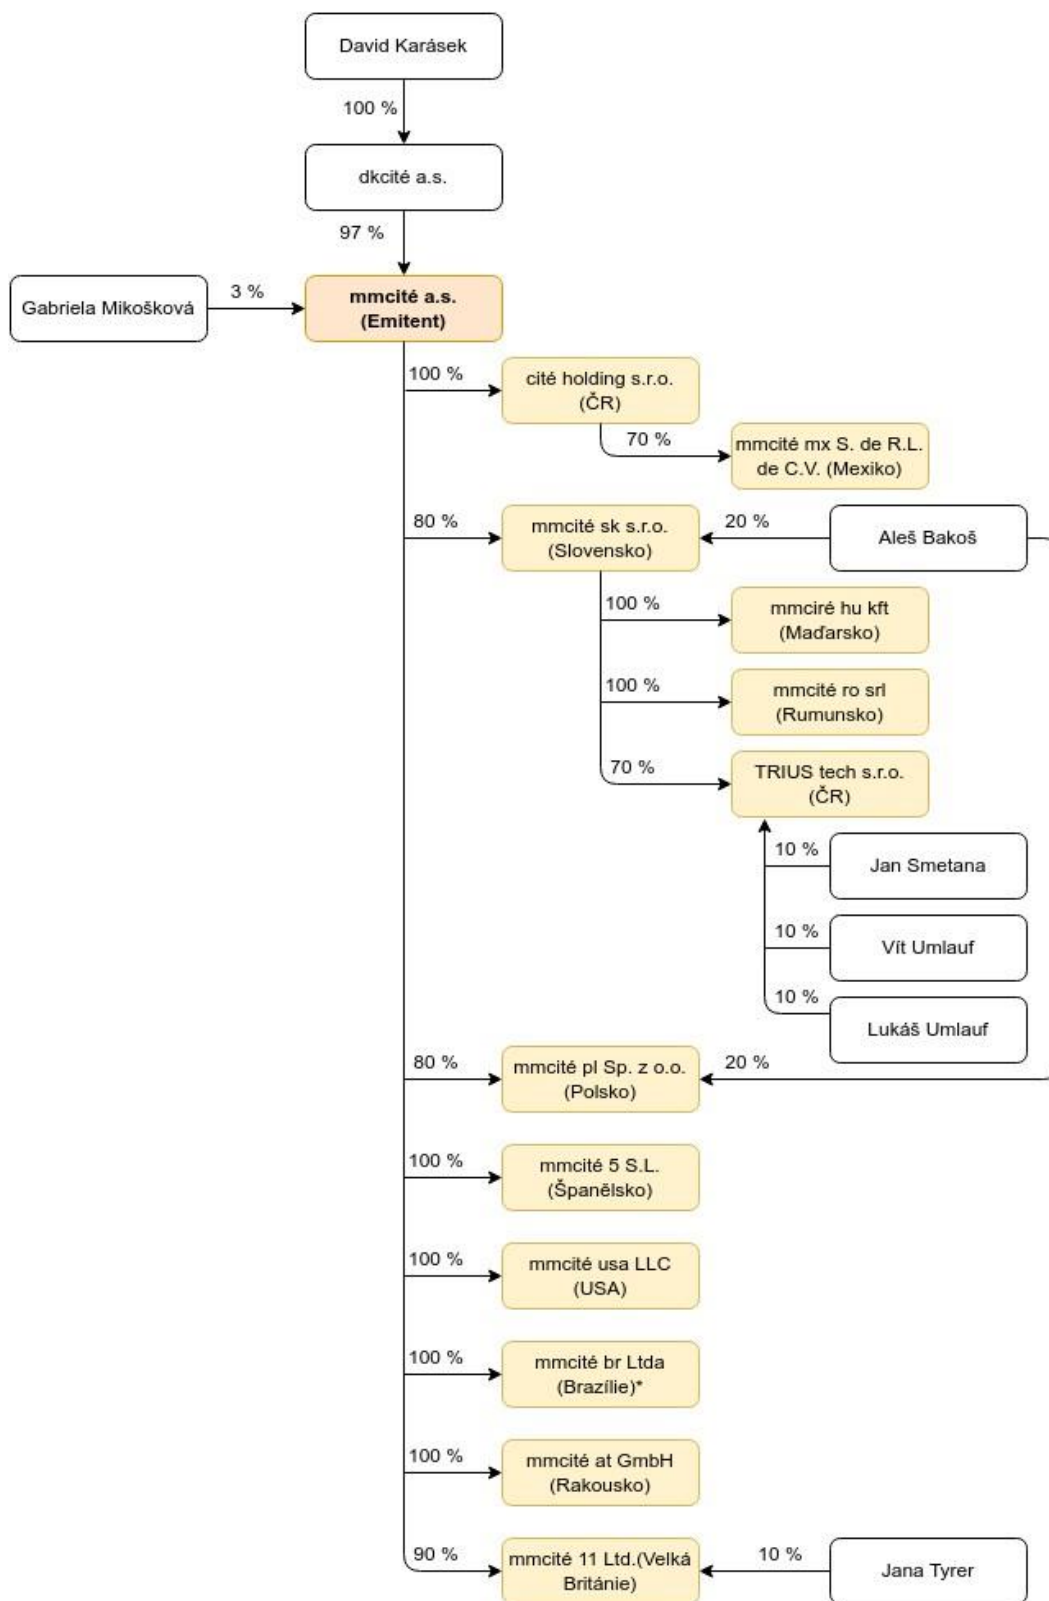 David Karásek
100 %
dkcité a.s.
97 %
Gabriela Mikošková
3 %
mmcité a.s.
(Emitent)
100 %
cité holding s.r.o.
(ČR)
70 %
mmcité mx S. de R.L.
de C.V. (Mexiko)
80 %
mmcité sk s.r.o.
(Slovensko)
20 %
Aleš Bakoš
100 %
mmciré hu kft
(Maďarsko)
100 %
mmcité ro srl
(Rumunsko)
70 %
TRIUS tech s.r.o.
(ČR)
10 %
Jan Smetana
10 %
Vít Umlauf
10 %
Lukáš Umlauf
80 %
mmcité pl Sp. z o.o.
(Polsko)
20 %
100 %
mmcité 5 S.L.
(Španělsko)
100 %
mmcité usa LLC
(USA)
100 %
mmcité br Ltda
(Brazílie)*
100 %
mmcité at GmbH
(Rakousko)
90 %
mmcité 11 Ltd.(Velká
Británie)
10 %
Jana Tyrer